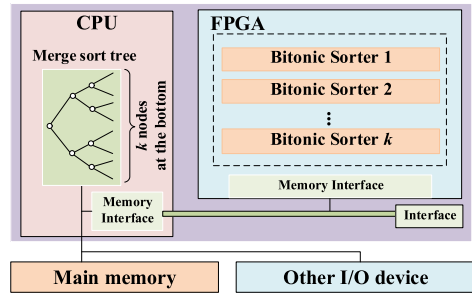 CPU
Merge sort tree
k nodes
at the bottom
Memory
Interface
FPGA
Bitonic Sorter 1
Bitonic Sorter 2
⋮
Bitonic Sorter k
Memory Interface
Interface
Main memory
Other I/O device